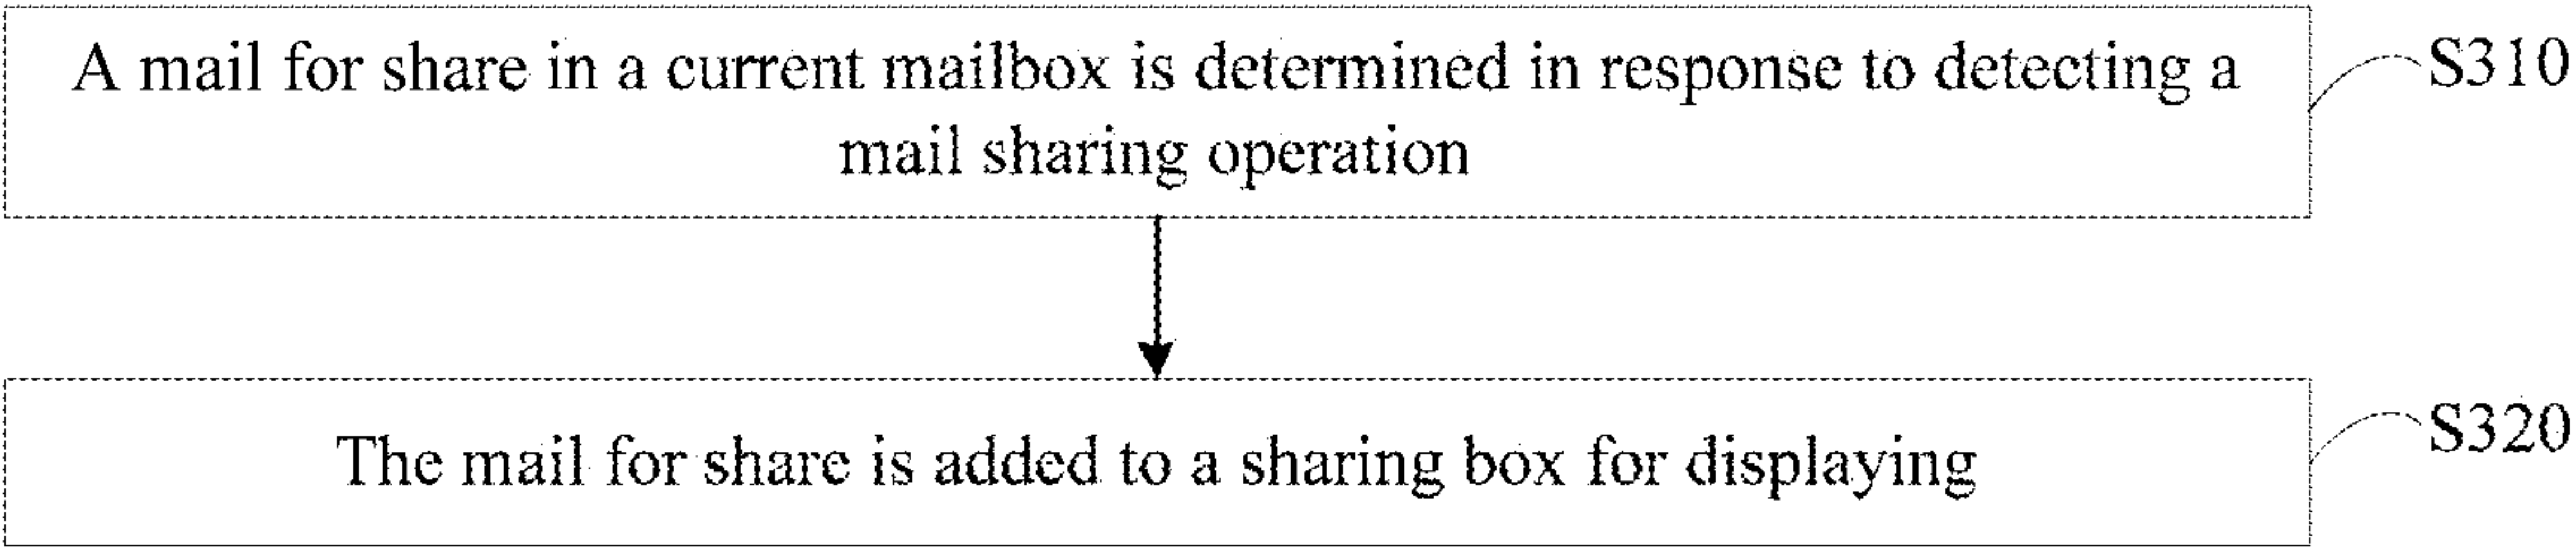 A mail for share in a current mailbox is determined in response to detecting a
mail sharing operation
S310
The mail for share is added to a sharing box for displaying
S320